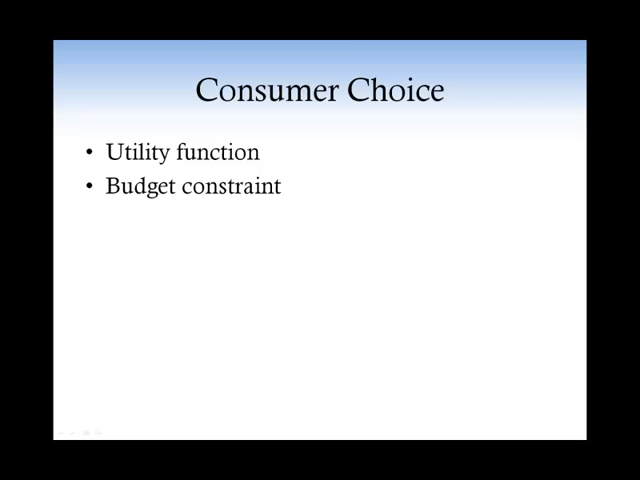 Consumer Choice
• Utility function
• Budget constraint